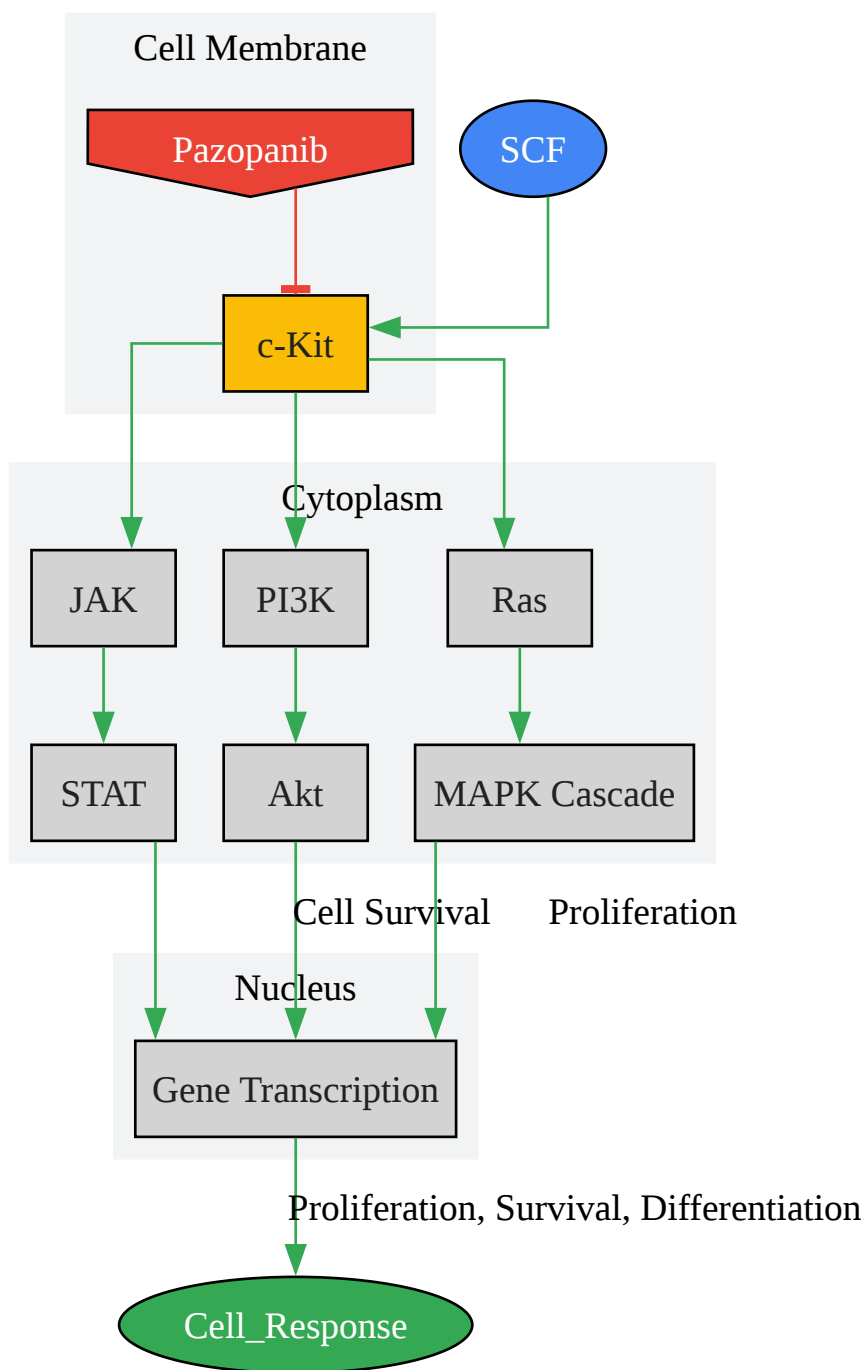 Cell Membrane
Pazopanib
SCF
c-Kit
Cytoplasm
JAK
PI3K
Ras
STAT
Akt
MAPK Cascade
Cell Survival
Proliferation
Nucleus
Gene Transcription
Proliferation, Survival, Differentiation
Cell_Response